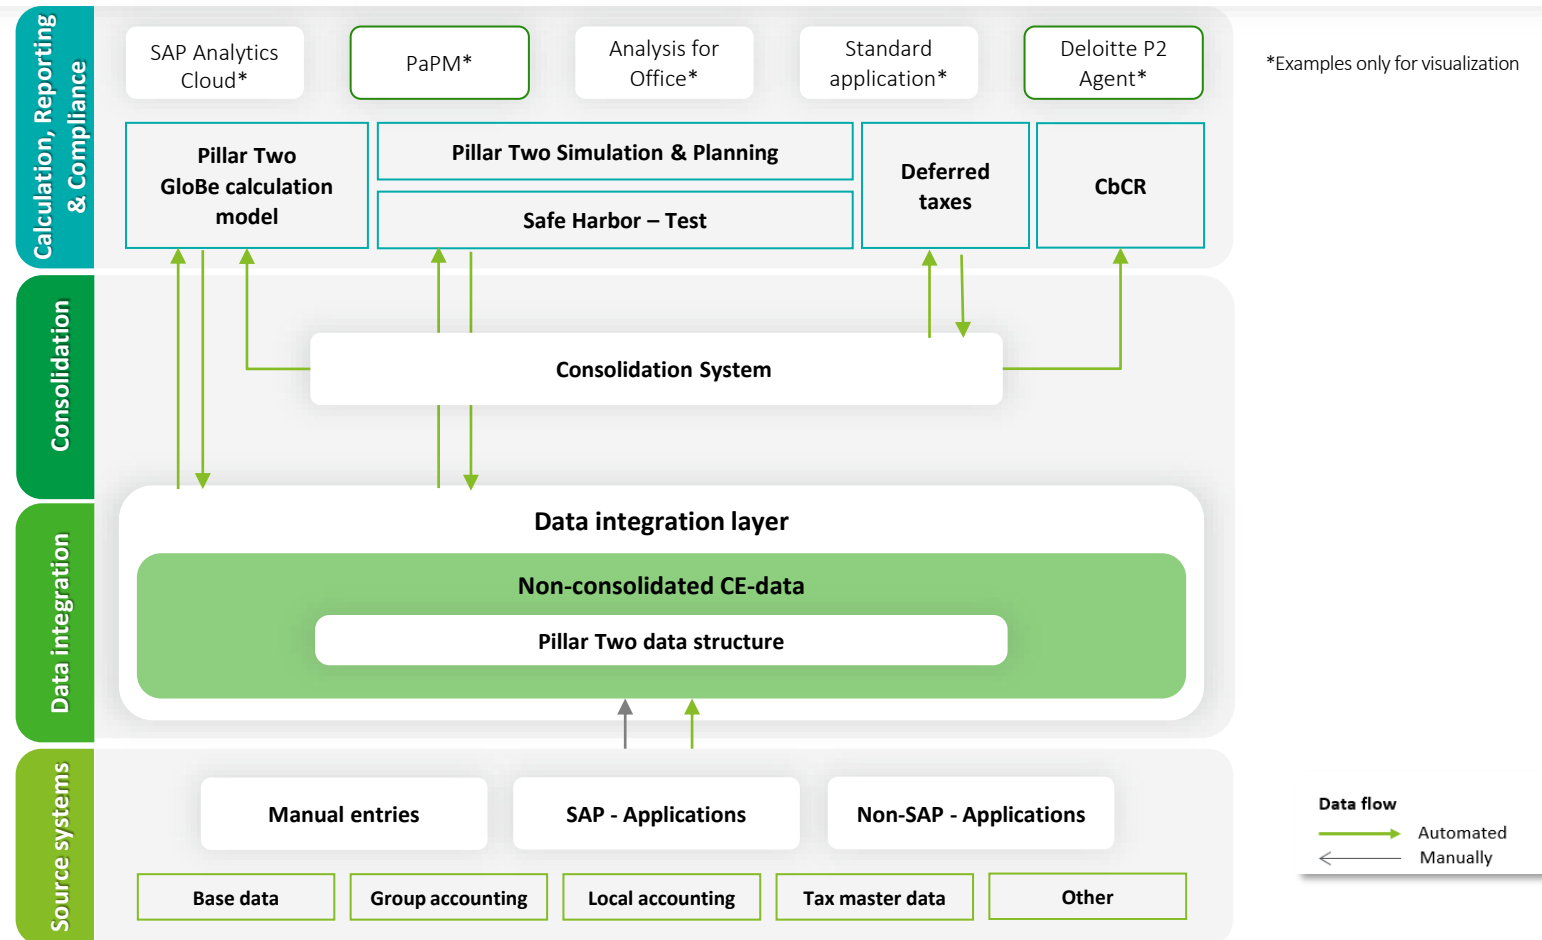 Calculation, Reporting
& Compliance
SAP Analytics
Cloud*
PaPM*
Analysis for
Office*
Standard
application*
Deloitte P2
Agent*
*Examples only for visualization
Pillar Two
GloBe calculation
model
Pillar Two Simulation & Planning
Safe Harbor – Test
Deferred
taxes
CbCR
Consolidation
Consolidation System
Data integration
Data integration layer
Non-consolidated CE-data
Pillar Two data structure
Source systems
Manual entries
SAP - Applications
Non-SAP - Applications
Base data
Group accounting
Local accounting
Tax master data
Other
Data flow
Automated
Manually